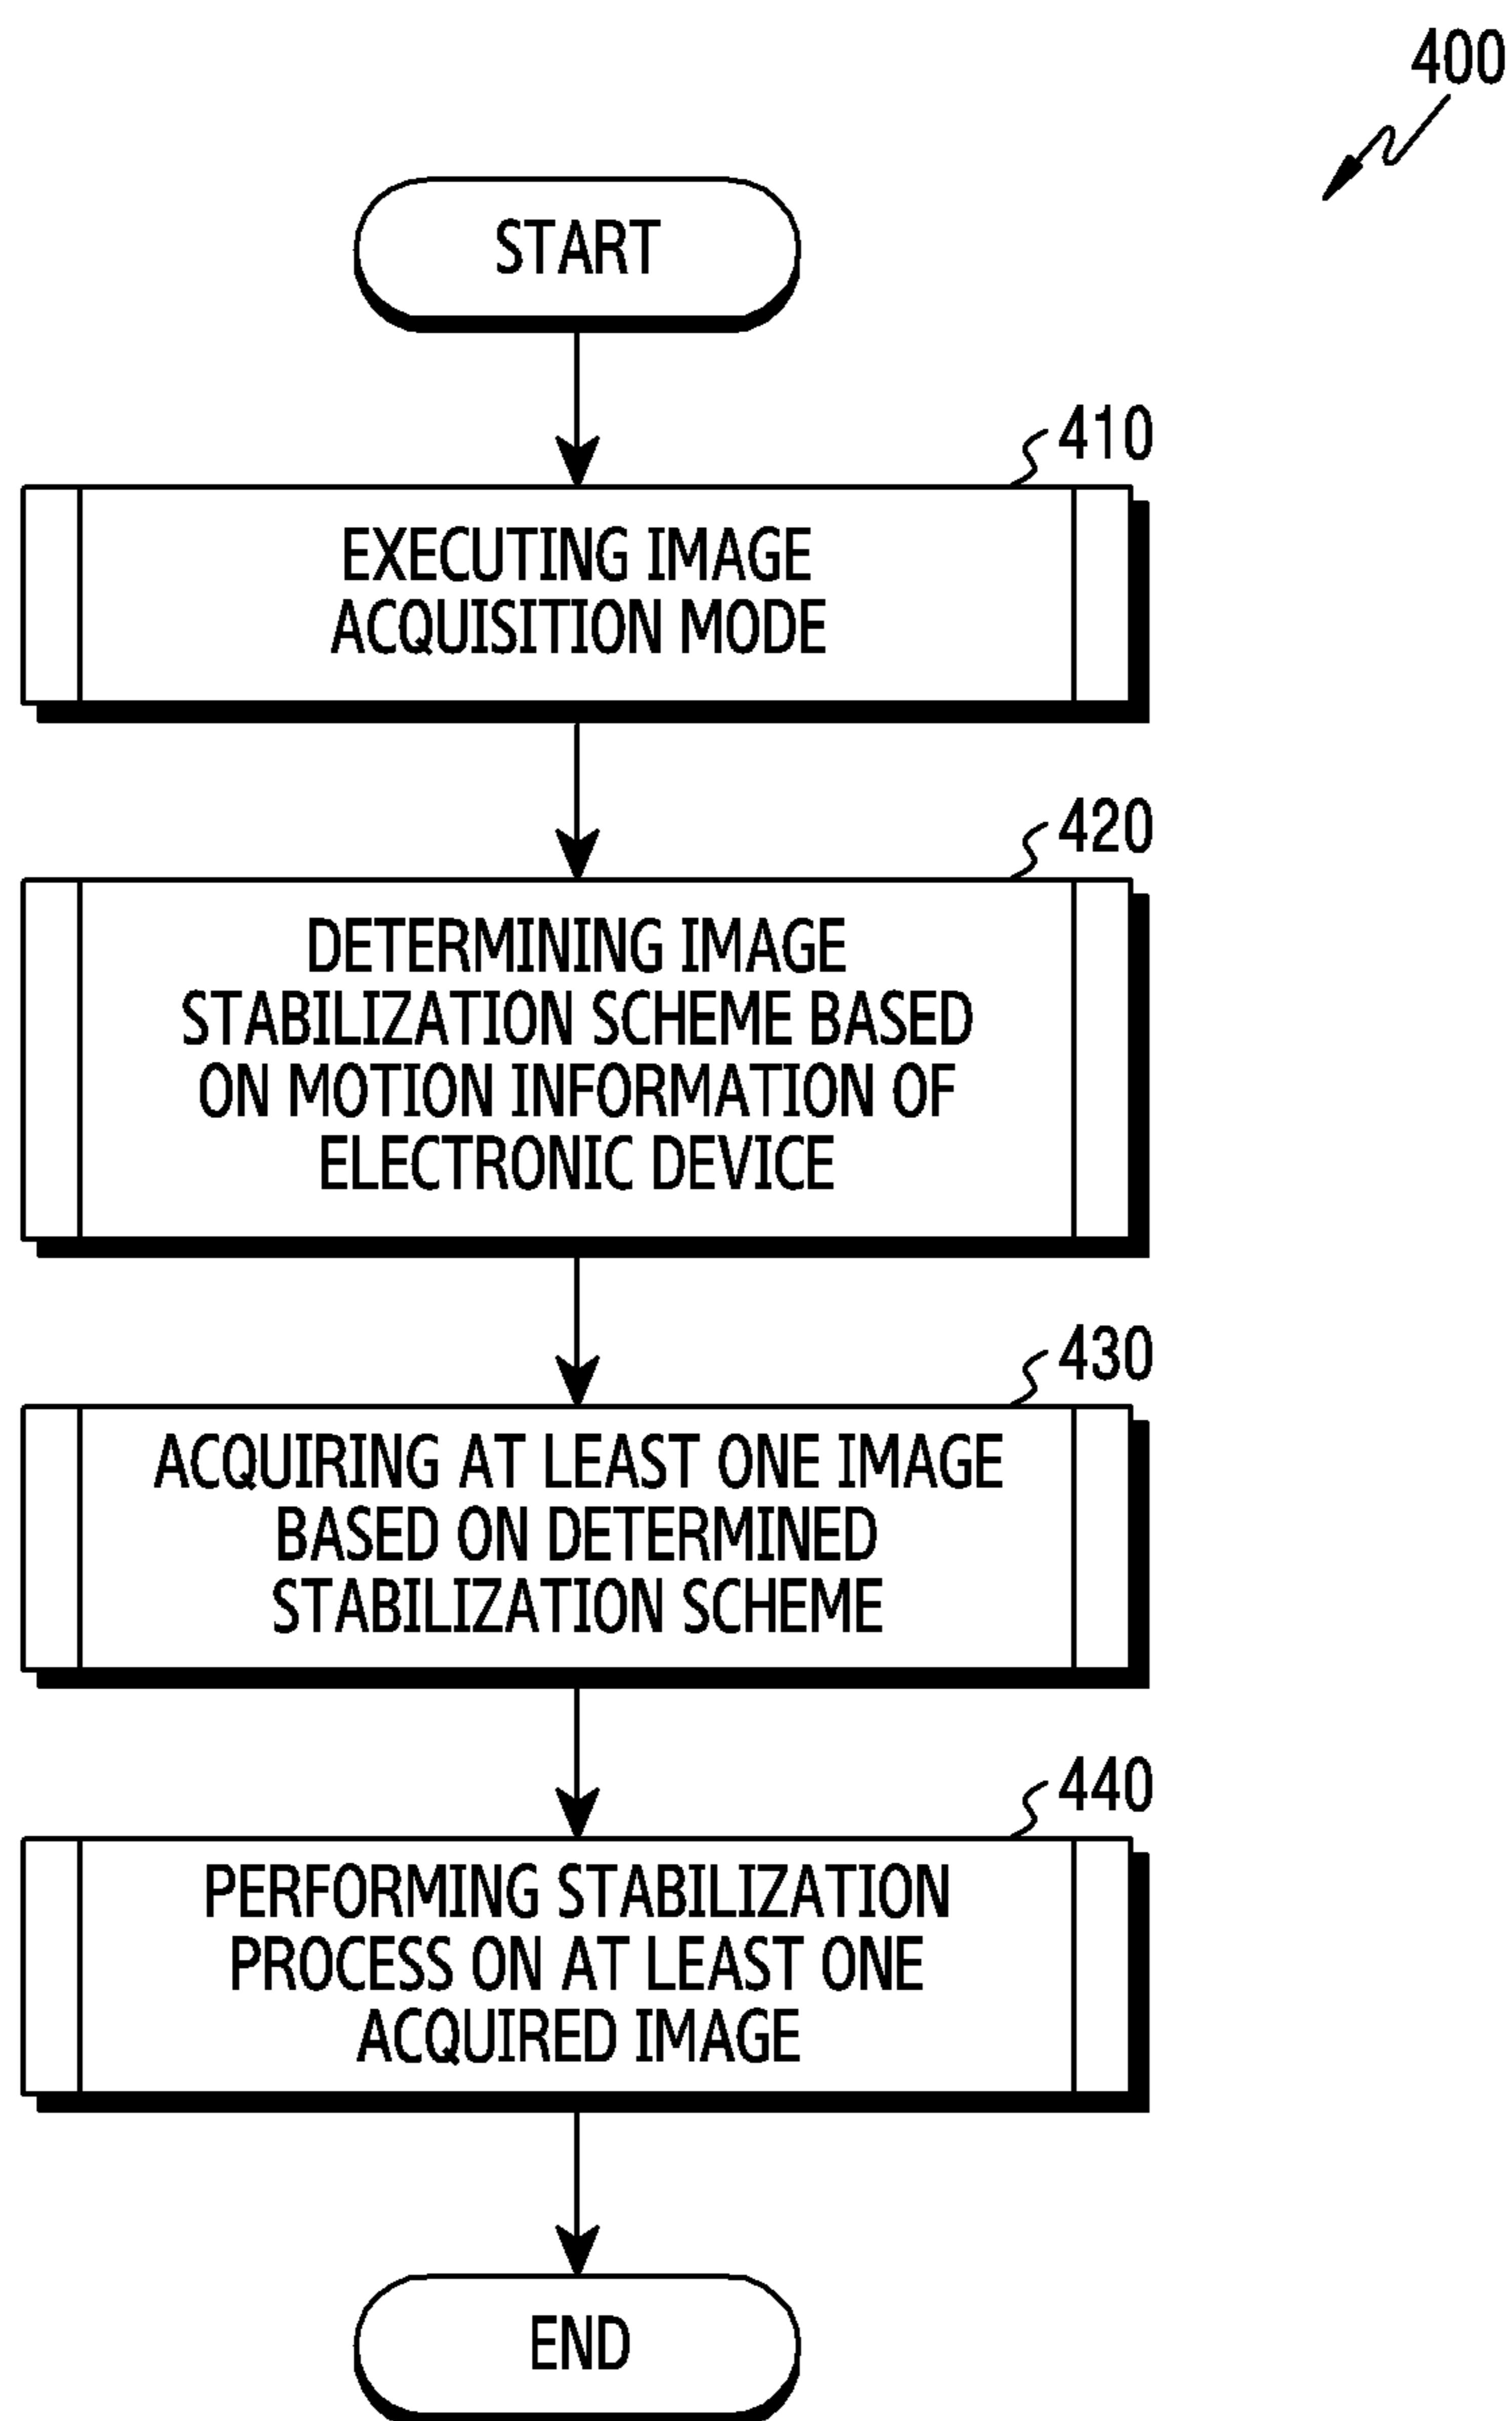 400
START
410
EXECUTING IMAGE
ACQUISITION MODE
420
DETERMINING IMAGE
STABILIZATION SCHEME BASED
ON MOTION INFORMATION OF
ELECTRONIC DEVICE
430
ACQUIRING AT LEAST ONE IMAGE
BASED ON DETERMINED
STABILIZATION SCHEME
440
PERFORMING STABILIZATION
PROCESS ON AT LEAST ONE
ACQUIRED IMAGE
END